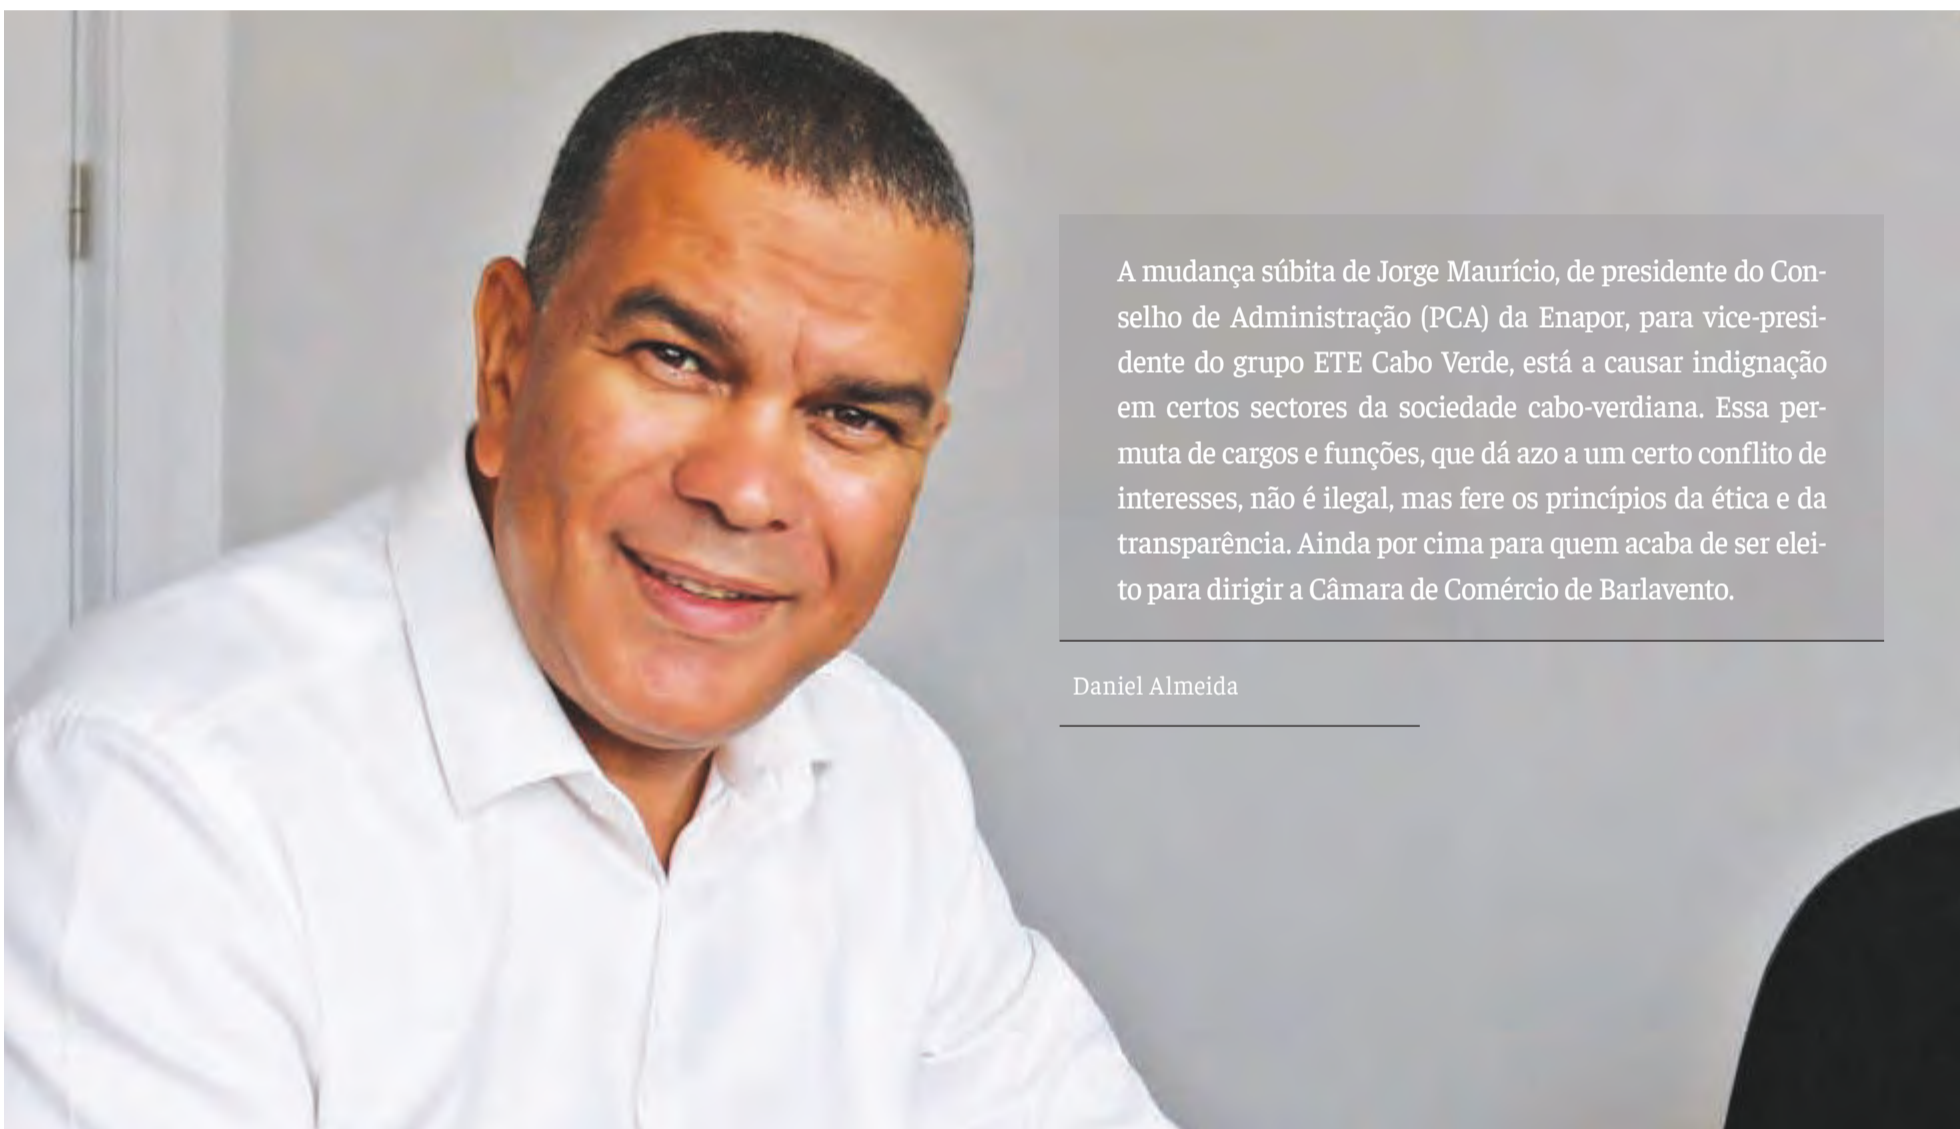 A mudança súbita de Jorge Maurício, de presidente do Con-
selho de Administração (PCA) da Enapor, para vice-presi-
dente do grupo ETE Cabo Verde, está a causar indignação
em certos sectores da sociedade cabo-verdiana. Essa per-
muta de cargos e funções, que dá azo a um certo conflito de
interesses, não é ilegal, mas fere os princípios da ética e da
transparência. Ainda por cima para quem acaba de ser elei-
to para dirigir a Câmara de Comércio de Barlavento.
Daniel Almeida